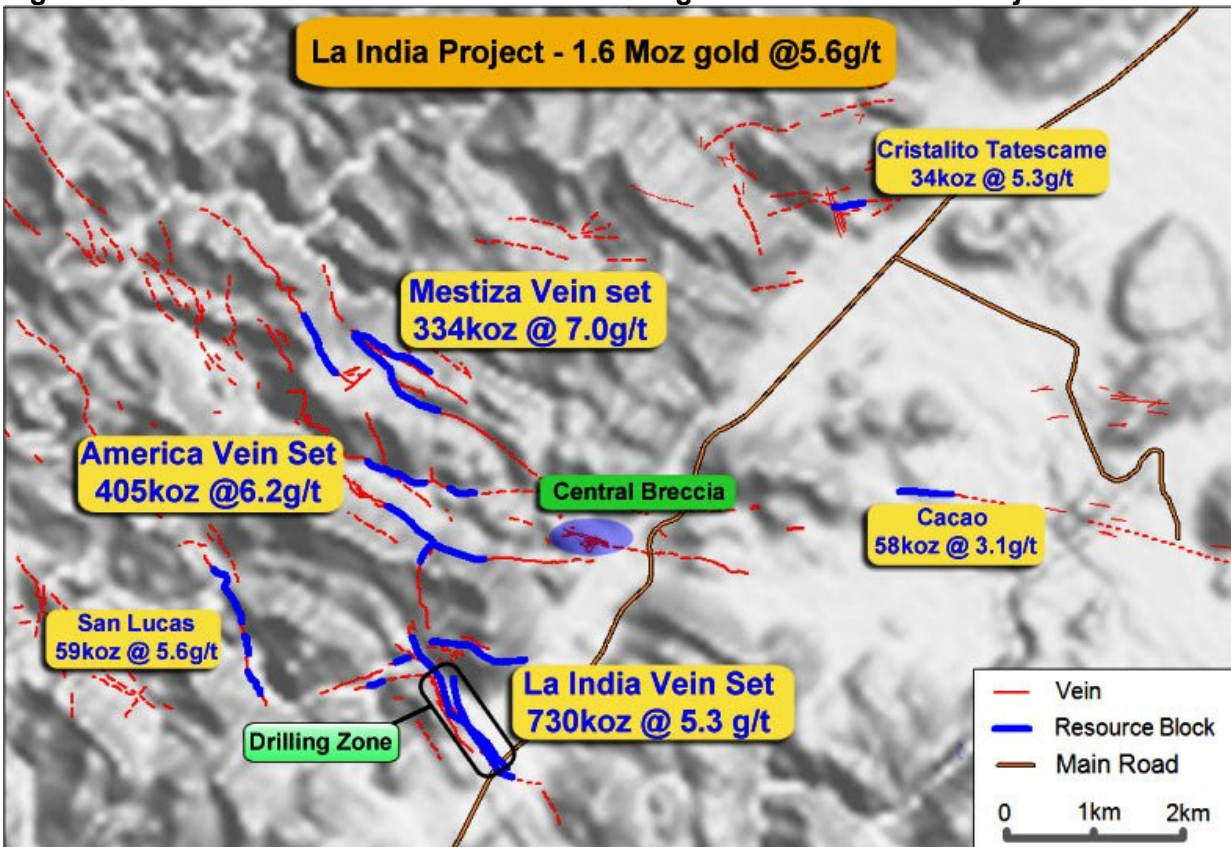 La India Project - 1.6 Moz gold @5.6g/t
Cristalito Tatescame
34koz @ 5.3g/t
Mestiza Vein set
334koz @ 7.0g/t
America Vein Set
405koz @6.2g/t
Central Breccia
Cacao
58koz @ 3.1g/t
San Lucas
59koz @ 5.6g/t
La India Vein Set
730koz @ 5.3 g/t
Drilling Zone
Vein
Resource Block
Main Road
0 1km 2km